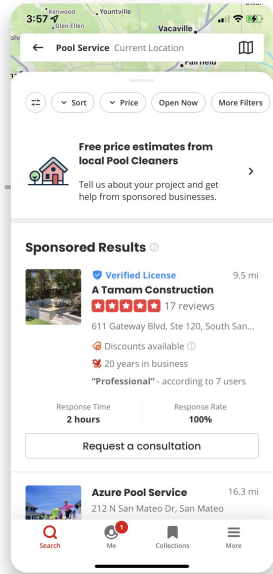 Kenwood
Yountville
3:57
Glen Ellen
Vacaville
Pool Service Current Location
Fairfield
Sort
Price
Open Now
More Filters
Free price estimates from
local Pool Cleaners
Tell us about your project and get
help from sponsored businesses.
Sponsored Results
Verified License
9.5 mi
A Tamam Construction
17 reviews
611 Gateway Blvd, Ste 120, South San...
Discounts available
20 years in business
"Professional" - according to 7 users
Response Time
Response Rate
2 hours
100%
Request a consultation
Azure Pool Service
16.3 mi
212 N San Mateo Dr, San Mateo
1
Search
Me
Collections
More